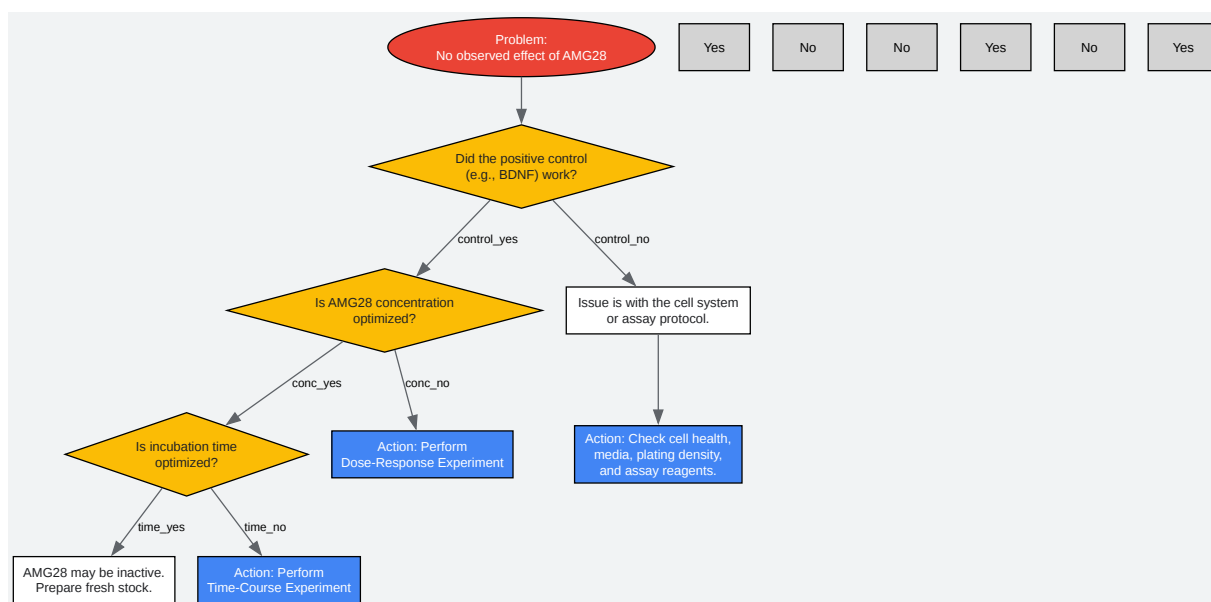 Problem:
No observed effect of AMG28
Yes
No
No
Yes
No
Yes
Did the positive control
(e.g., BDNF) work?
control_yes
control_no
Is AMG28 concentration
optimized?
Issue is with the cell system
or assay protocol.
conc_yes
conc_no
Is incubation time
optimized?
Action: Perform
Dose-Response Experiment
Action: Check cell health,
media, plating density,
and assay reagents.
time_yes
time_no
AMG28 may be inactive.
Prepare fresh stock.
Action: Perform
Time-Course Experiment